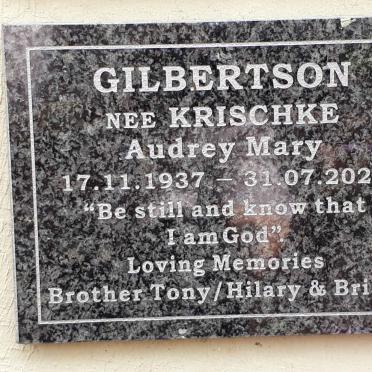 GILBERTSON
NEE KRISCHKE
Audrey Mary
17.11.1937 – 31.07.202
"Be still and know that
I am God".
Loving Memories
Brother Tony/Hilary & Bri